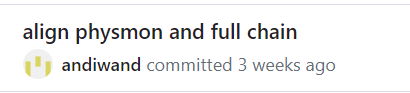 align physmon and full chain
andiwand committed 3 weeks ago